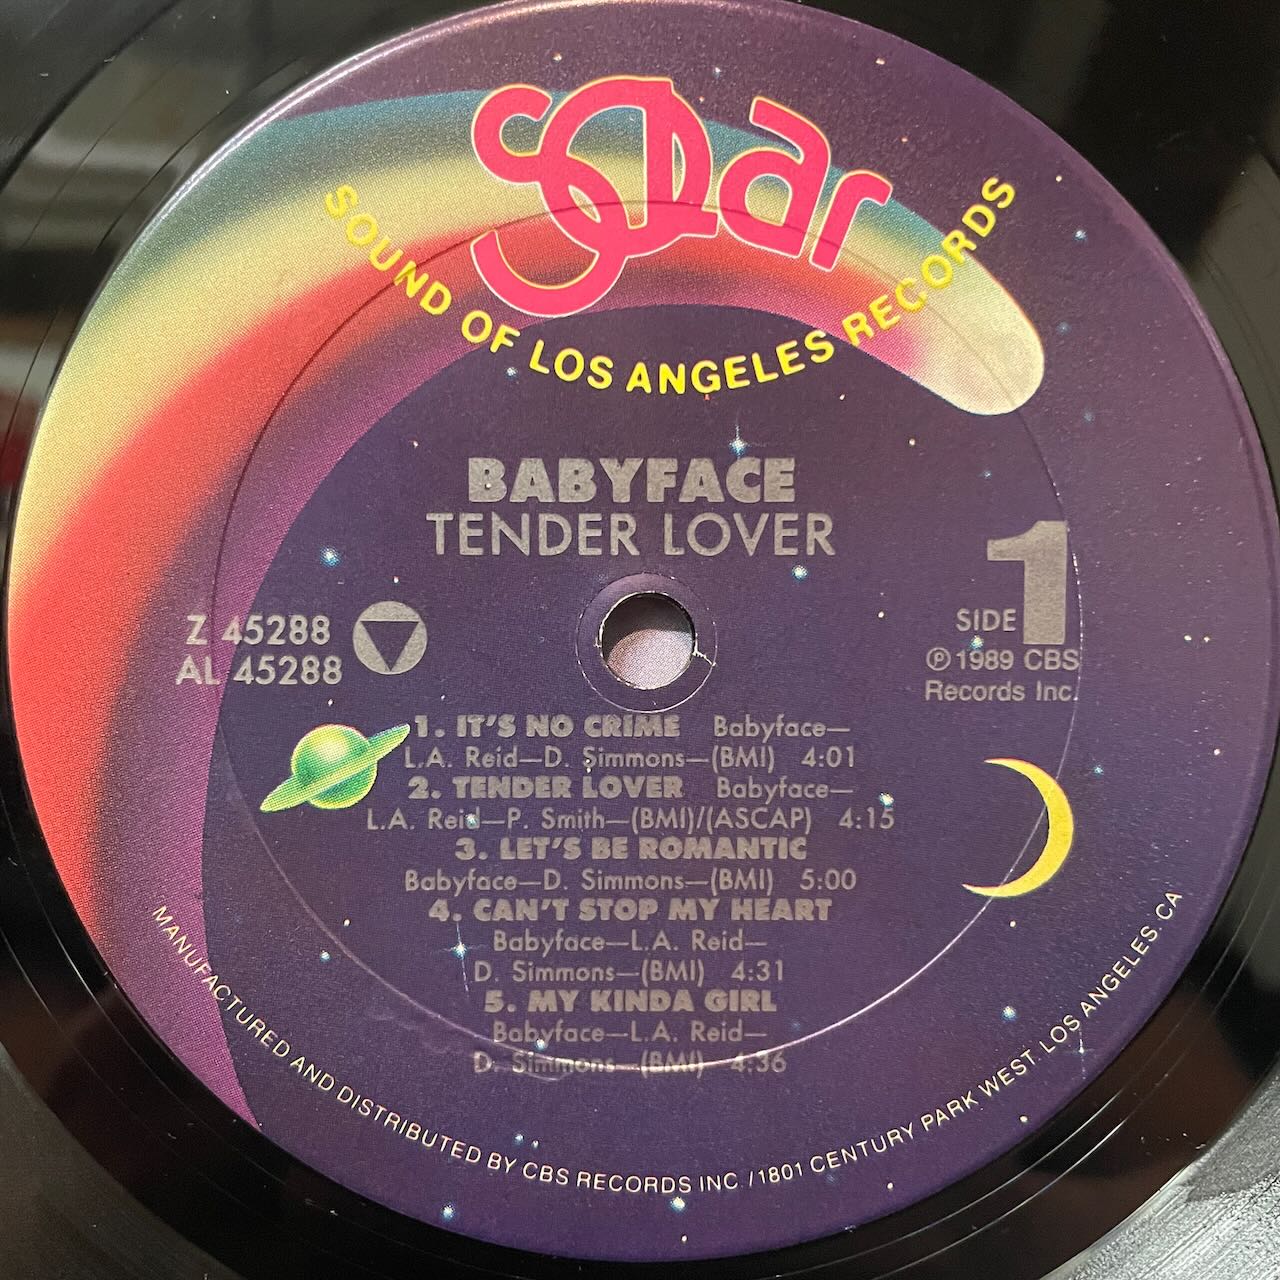 Solar
SOUND OF LOS ANGELES RECORDS
BABYFACE
TENDER LOVER
Z 45288
AL 45288
SIDE 1
℗ 1989 CBS
Records Inc.
1. IT'S NO CRIME Babyface—
L.A. Reid—D. Simmons—(BMI) 4:01
2. TENDER LOVER Babyface—
L.A. Reid—P. Smith—(BMI)/(ASCAP) 4:15
3. LET'S BE ROMANTIC
Babyface—D. Simmons—(BMI) 5:00
4. CAN'T STOP MY HEART
Babyface—L.A. Reid—
D. Simmons—(BMI) 4:31
5. MY KINDA GIRL
Babyface—L.A. Reid—
D. Simmons—(BMI) 4:36
MANUFACTURED AND DISTRIBUTED BY CBS RECORDS INC. / 1801 CENTURY PARK WEST, LOS ANGELES, CA